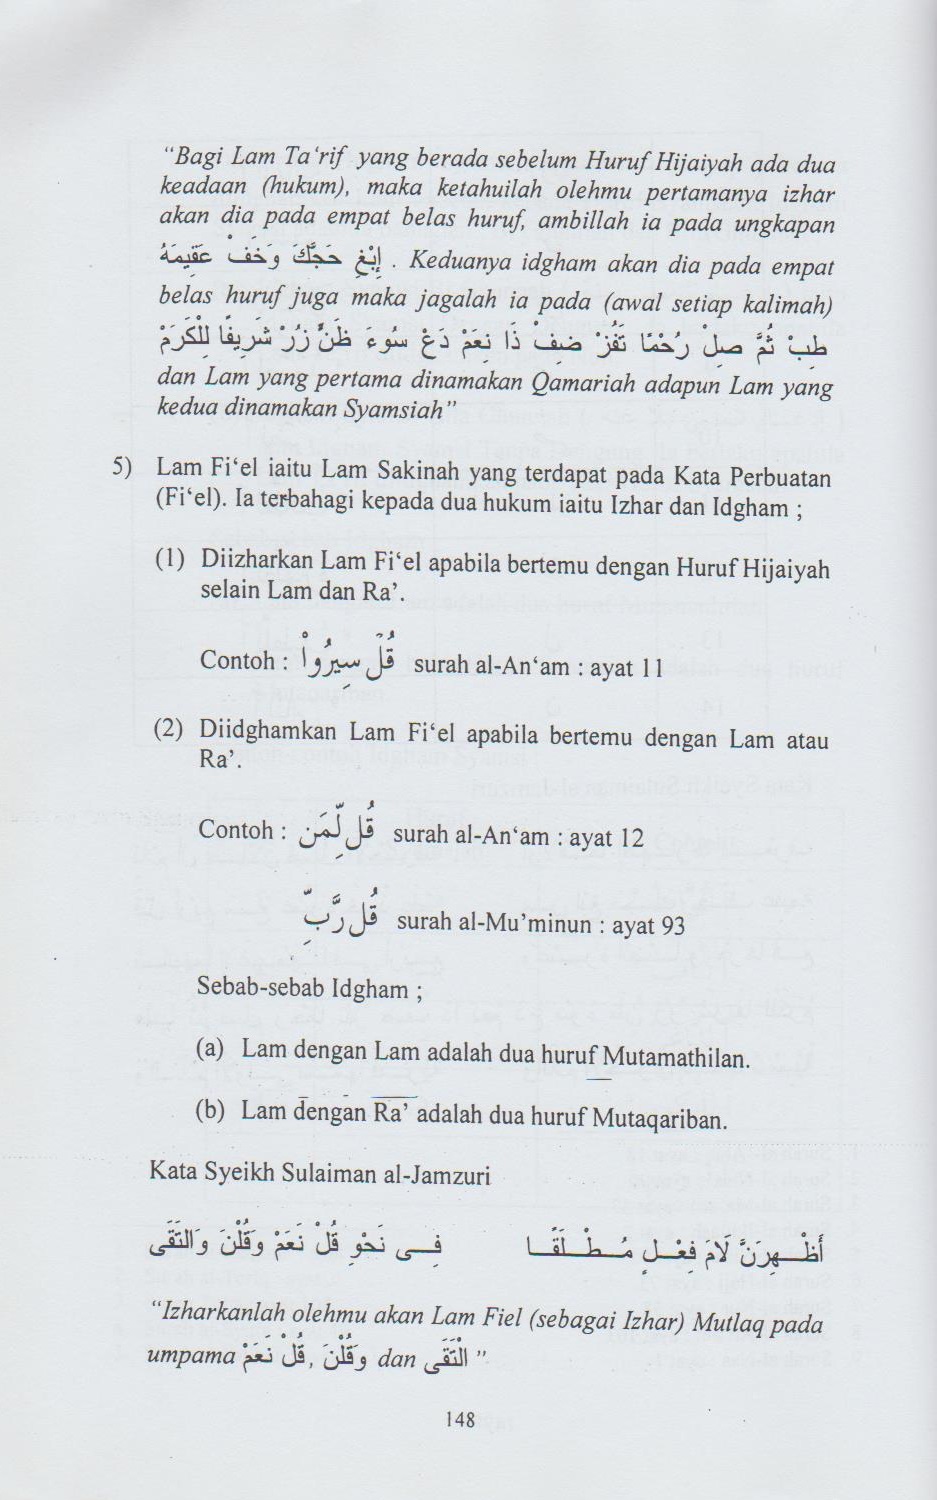 “Bagi Lam Ta‘rif yang berada sebelum Huruf Hijaiyah ada dua
keadaan (hukum), maka ketahuilah olehmu pertamanya izhar
akan dia pada empat belas huruf, ambillah ia pada ungkapan
إِبْغِ حَجَّكَ وَخَفْ عَقِيمَهُ . Keduanya idgham akan dia pada empat
belas huruf juga maka jagalah ia pada (awal setiap kalimah)
طِبْ ثُمَّ صِلْ رُحْمًا تَفُزْ ضِفْ ذَا نِعَمْ دَعْ سُوْءَ ظَنٍّ زُرْ شَرِيفًا لِلْكَرَمْ
dan Lam yang pertama dinamakan Qamariah adapun Lam yang
kedua dinamakan Syamsiah”
5) Lam Fi‘el iaitu Lam Sakinah yang terdapat pada Kata Perbuatan
(Fi‘el). Ia terbahagi kepada dua hukum iaitu Izhar dan Idgham ;
(1) Diizharkan Lam Fi‘el apabila bertemu dengan Huruf Hijaiyah
selain Lam dan Ra’.
Contoh : قُلْ سِيرُوا۟ surah al-An‘am : ayat 11
(2) Diidghamkan Lam Fi‘el apabila bertemu dengan Lam atau
Ra’.
Contoh : قُل لِّمَن surah al-An‘am : ayat 12
قُل رَّبِّ surah al-Mu’minun : ayat 93
Sebab-sebab Idgham ;
(a) Lam dengan Lam adalah dua huruf Mutamathilan.
(b) Lam dengan Ra’ adalah dua huruf Mutaqariban.
Kata Syeikh Sulaiman al-Jamzuri
أَظْـهِرَنَّ لَامَ فِعْـلٍ مُـطْـلَقًـا فِـى نَحْوِ قُلْ نَعَمْ وَقُلْنَ وَالتَقَى
“Izharkanlah olehmu akan Lam Fiel (sebagai Izhar) Mutlaq pada
umpama قُلْ نَعَمْ, وَقُلْنَ dan الْتَقَى ”
148